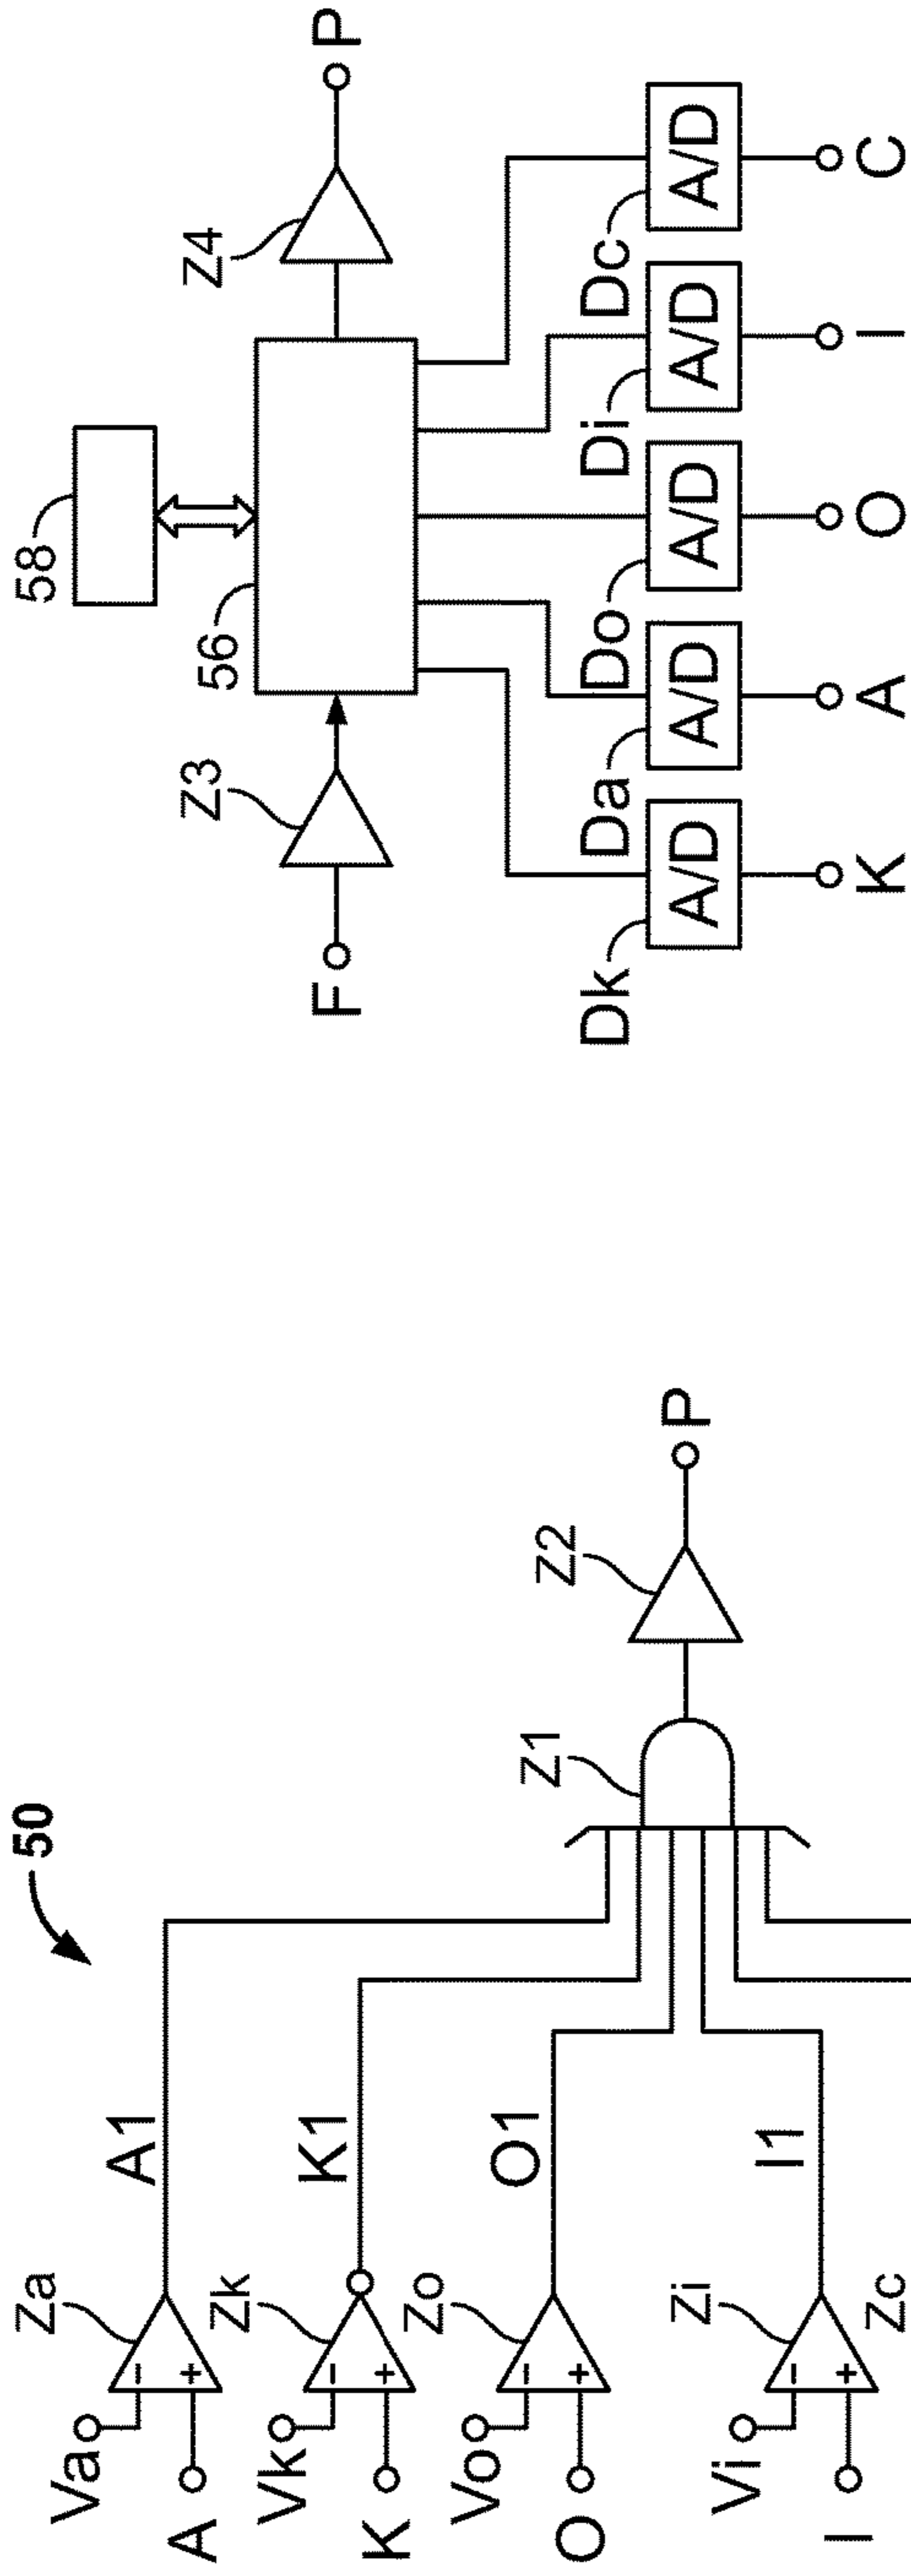 50
Va
A
Za
A1
Vk
K
Zk
K1
Vo
O
Zo
O1
Vi
I
Zi
I1
Zc
Z1
Z2
P
58
56
F
Z3
Z4
P
Dk
A/D
K
Da
A/D
A
Do
A/D
O
Di
A/D
I
Dc
A/D
C